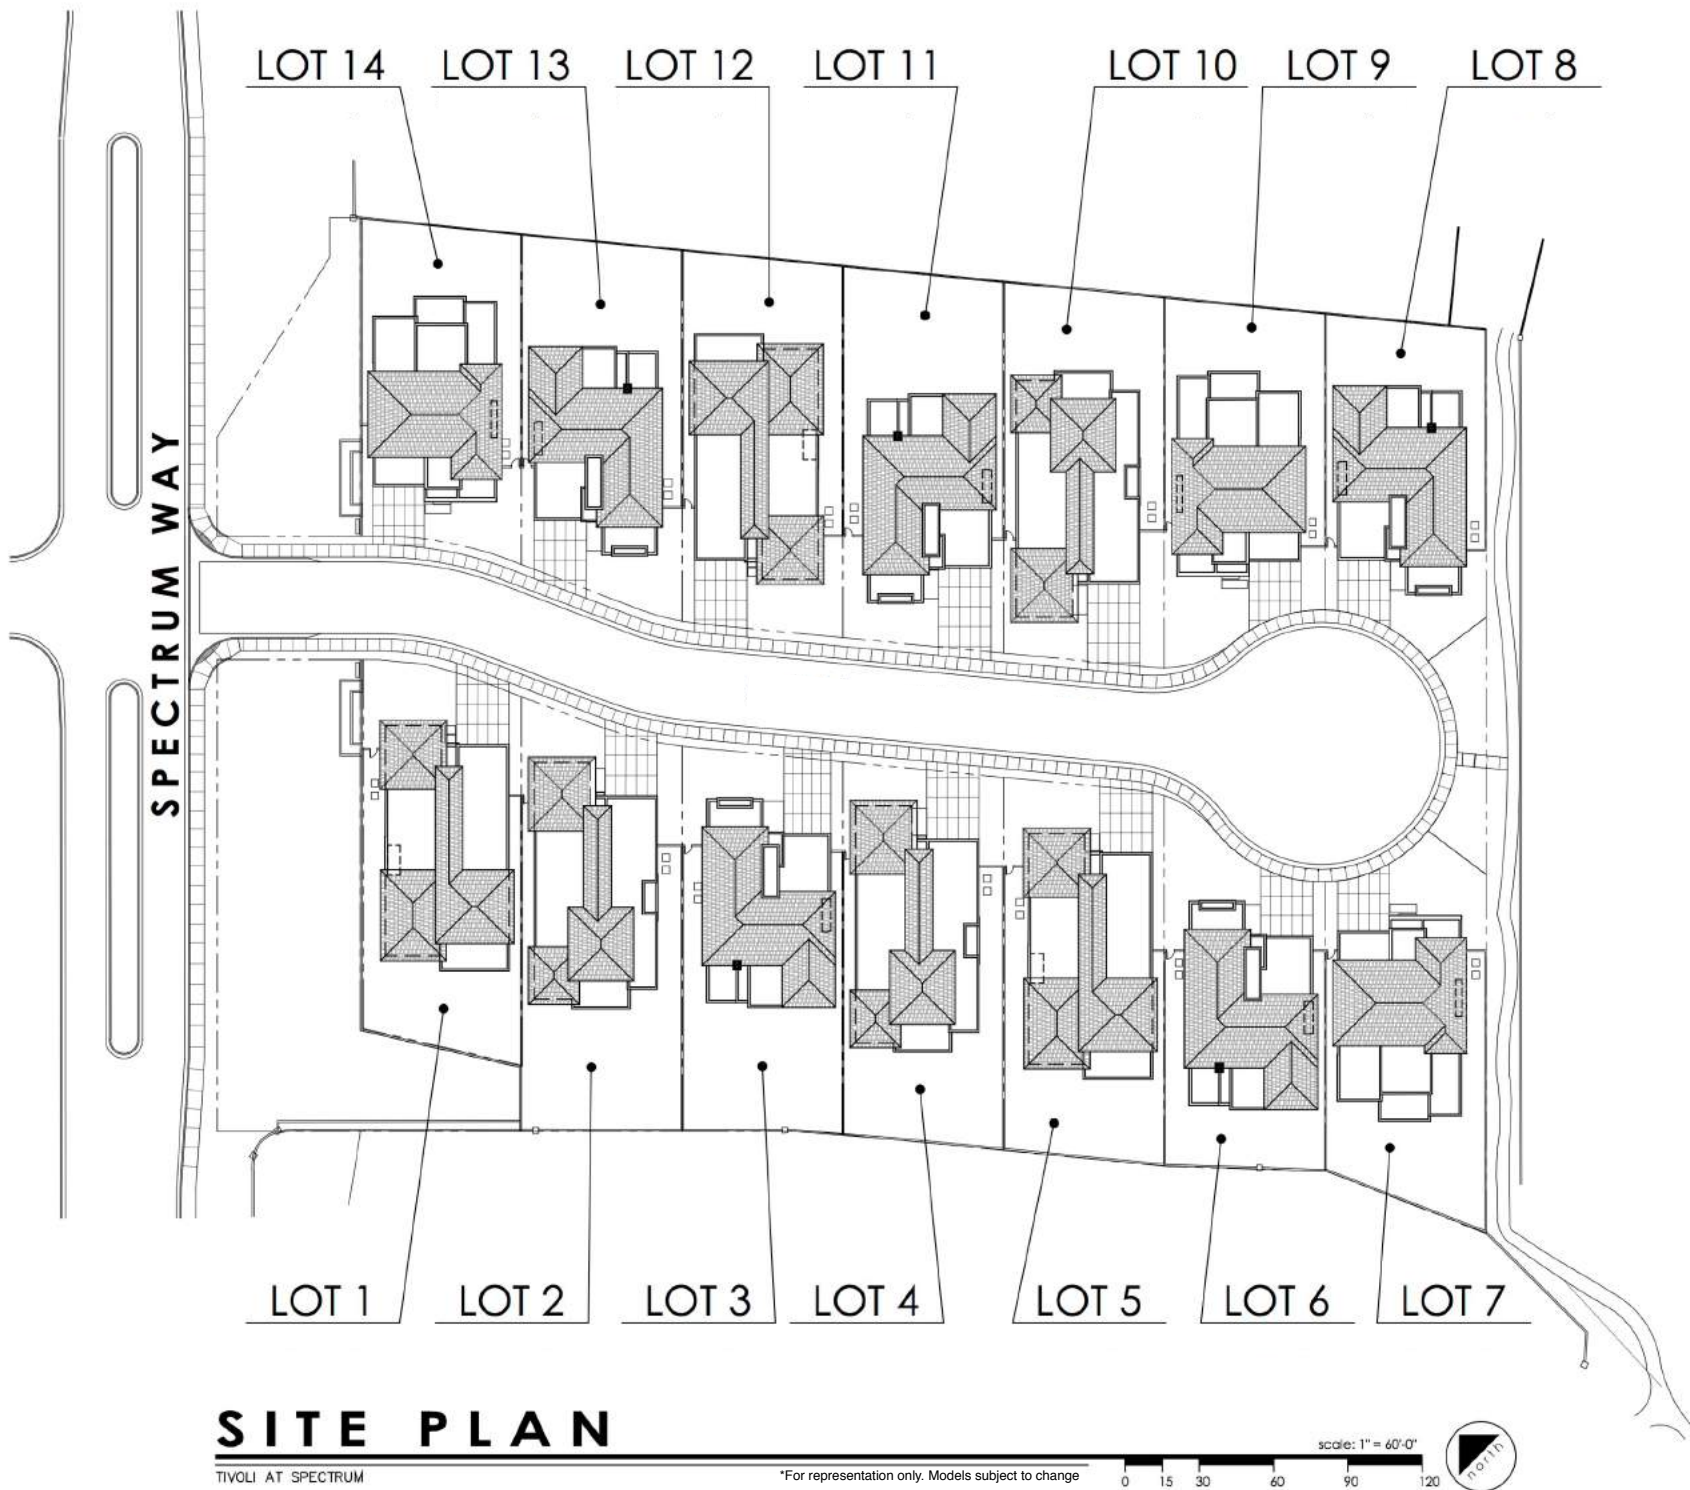 LOT 14
LOT 13
LOT 12
LOT 11
LOT 10
LOT 9
LOT 8
SPECTRUM WAY
LOT 1
LOT 2
LOT 3
LOT 4
LOT 5
LOT 6
LOT 7
SITE PLAN
TIVOLI AT SPECTRUM
*For representation only. Models subject to change
scale: 1" = 60'-0"
0 15 30 60 90 120
north